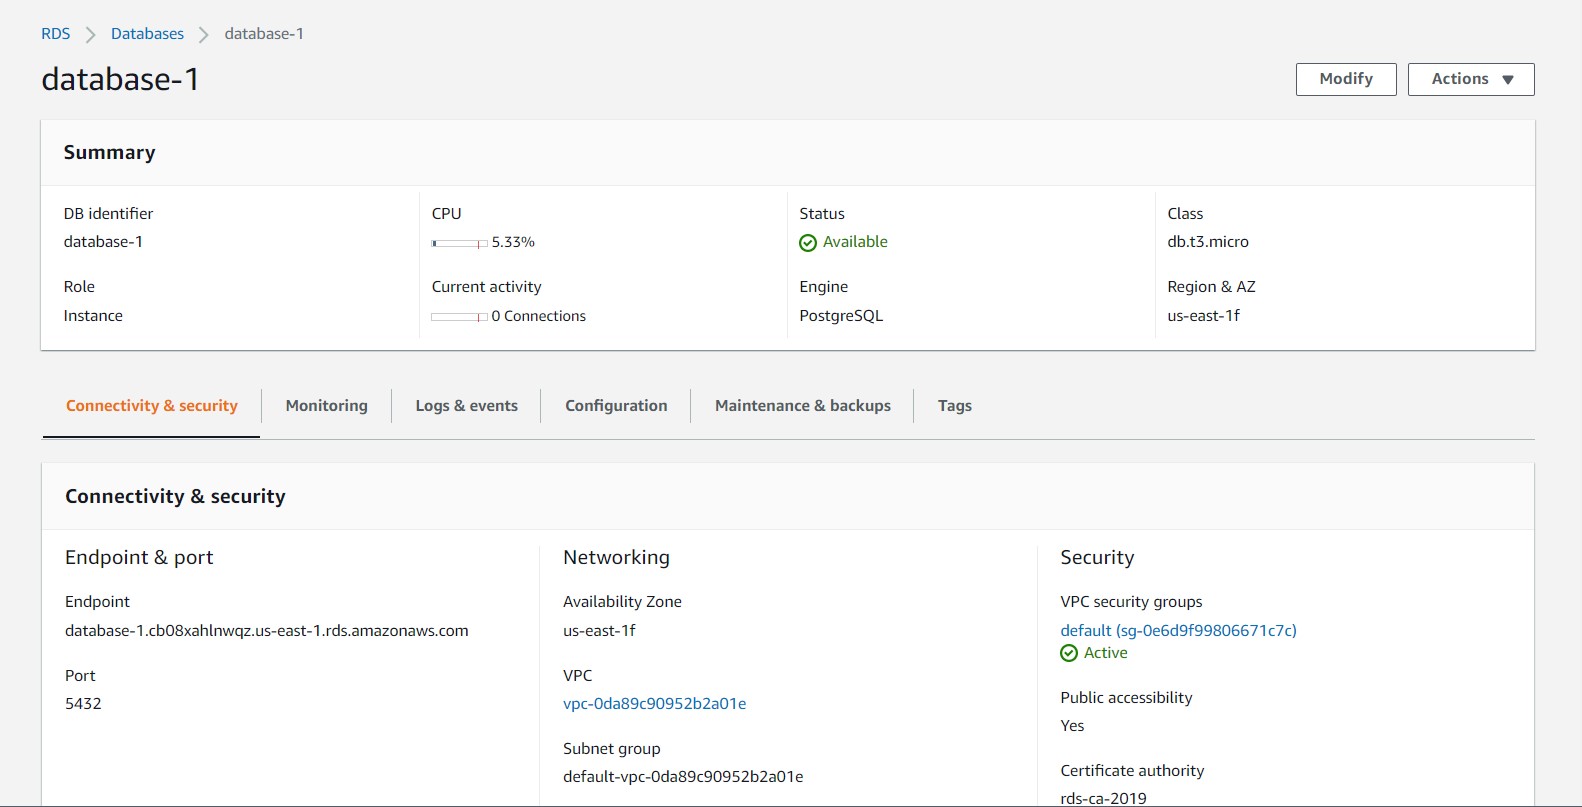 RDS > Databases > database-1
database-1
Modify
Actions
Summary
DB identifier
database-1
CPU
5.33%
Status
Available
Class
db.t3.micro
Role
Instance
Current activity
0 Connections
Engine
PostgreSQL
Region & AZ
us-east-1f
Connectivity & security
Monitoring
Logs & events
Configuration
Maintenance & backups
Tags
Connectivity & security
Endpoint & port
Endpoint
database-1.cb08xahlnwqz.us-east-1.rds.amazonaws.com
Port
5432
Networking
Availability Zone
us-east-1f
VPC
vpc-0da89c90952b2a01e
Subnet group
default-vpc-0da89c90952b2a01e
Security
VPC security groups
default (sg-0e6d9f99806671c7c)
Active
Public accessibility
Yes
Certificate authority
rds-ca-2019